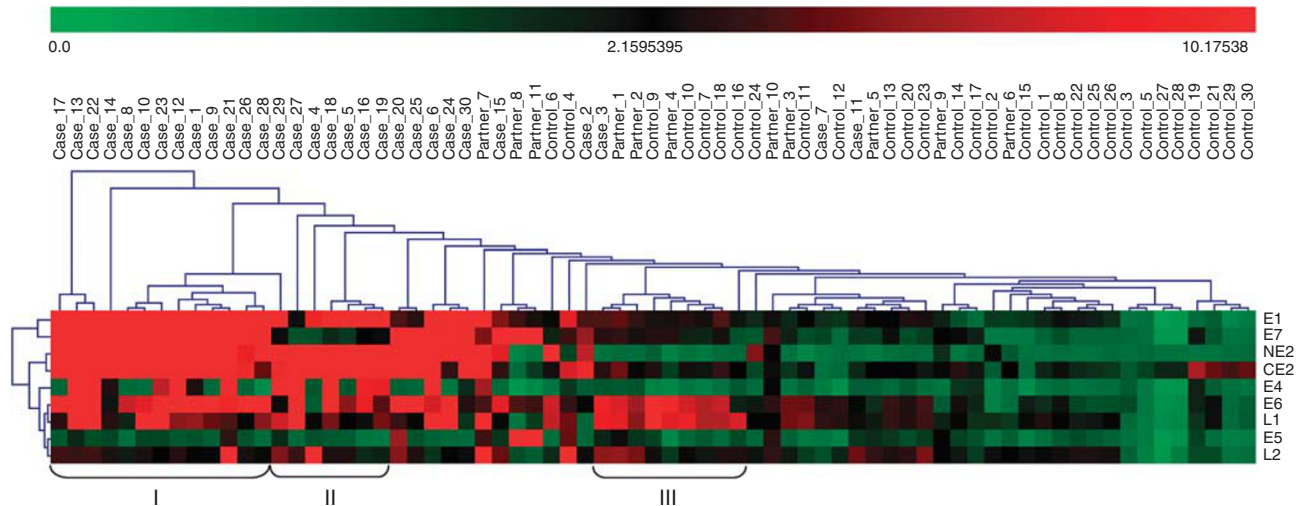 0.0
2.1595395
10.17538
Case_17
Case_13
Case_22
Case_14
Case_8
Case_10
Case_23
Case_12
Case_1
Case_9
Case_21
Case_26
Case_28
Case_29
Case_27
Case_4
Case_18
Case_5
Case_16
Case_19
Case_20
Case_25
Case_6
Case_24
Case_30
Partner_7
Case_15
Partner_8
Partner_11
Control_6
Control_4
Case_2
Case_3
Partner_1
Partner_2
Control_9
Partner_4
Control_10
Control_7
Control_18
Control_16
Control_24
Partner_10
Partner_3
Control_11
Case_7
Control_12
Case_11
Partner_5
Control_13
Control_20
Control_23
Partner_9
Control_14
Control_17
Control_2
Partner_6
Control_15
Control_1
Control_8
Control_22
Control_25
Control_26
Control_3
Control_5
Control_27
Control_28
Control_19
Control_21
Control_29
Control_30
E1
E7
NE2
CE2
E4
E6
L1
E5
L2
I
II
III